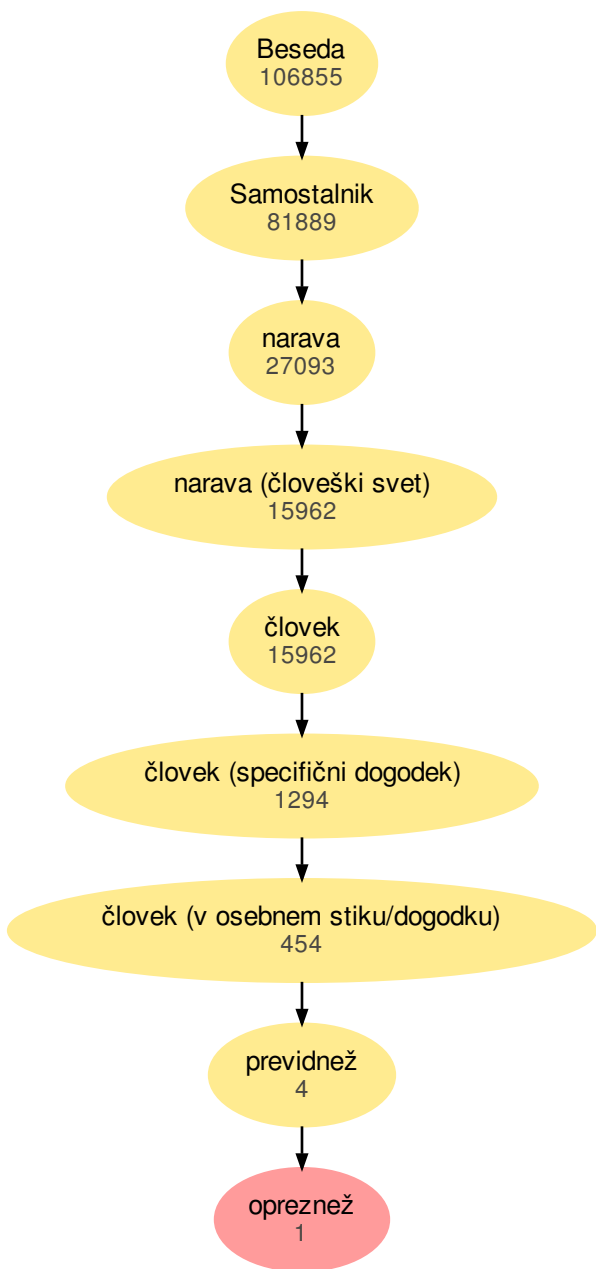 Beseda
106855
Samostalnik
81889
narava
27093
narava (človeški svet)
15962
človek
15962
človek (specifični dogodek)
1294
človek (v osebnem stiku/dogodku)
454
previdnež
4
opreznež
1